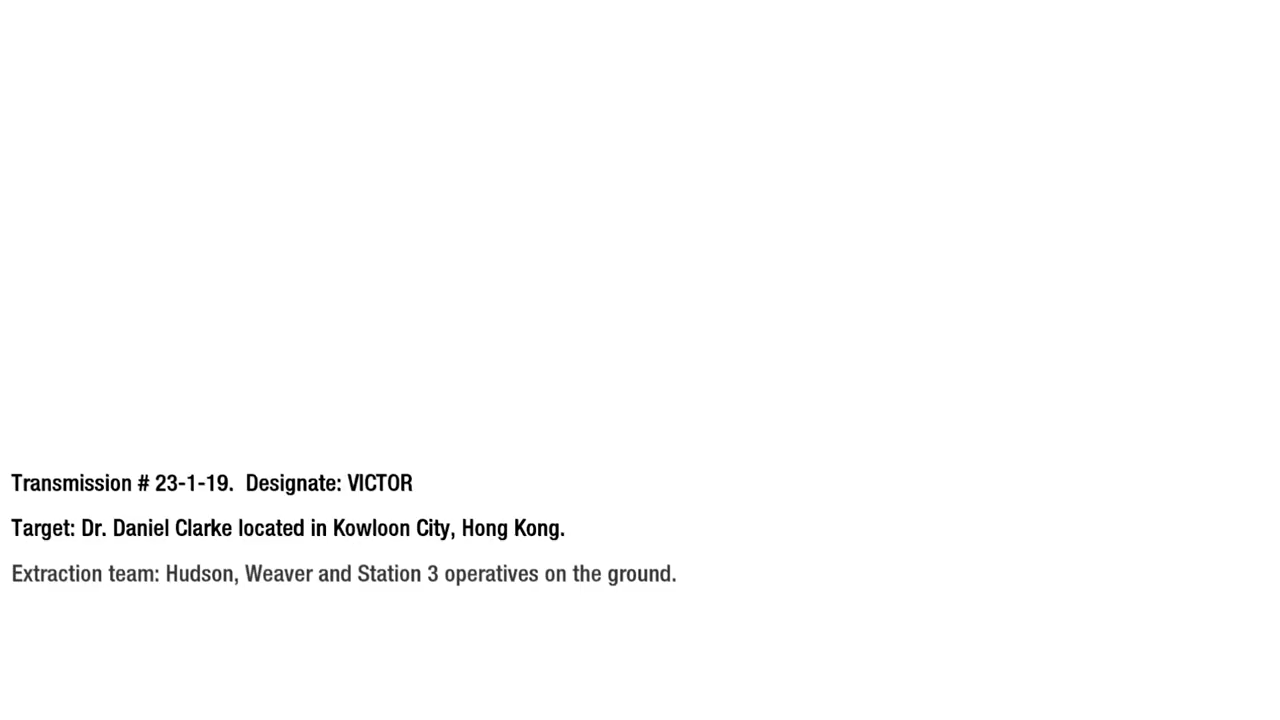 Transmission # 23-1-19.  Designate: VICTOR
Target: Dr. Daniel Clarke located in Kowloon City, Hong Kong.
Extraction team: Hudson, Weaver and Station 3 operatives on the ground.